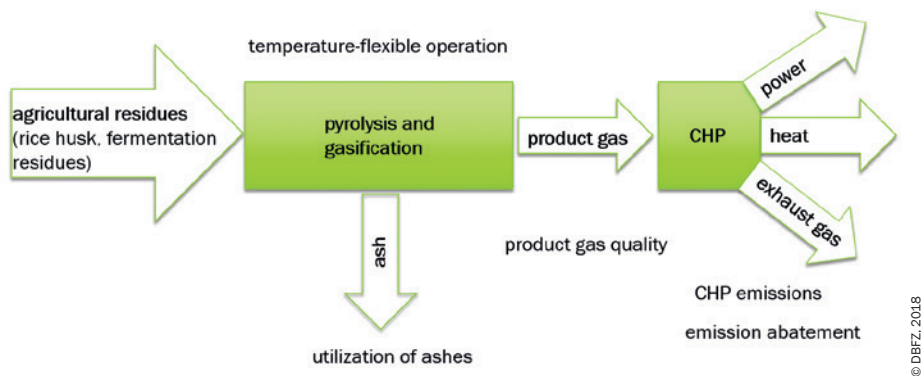 temperature-flexible operation
agricultural residues
(rice husk, fermentation
residues)
pyrolysis and
gasification
product gas
CHP
power
heat
exhaust gas
ash
product gas quality
CHP emissions
emission abatement
utilization of ashes
© DBFZ, 2018